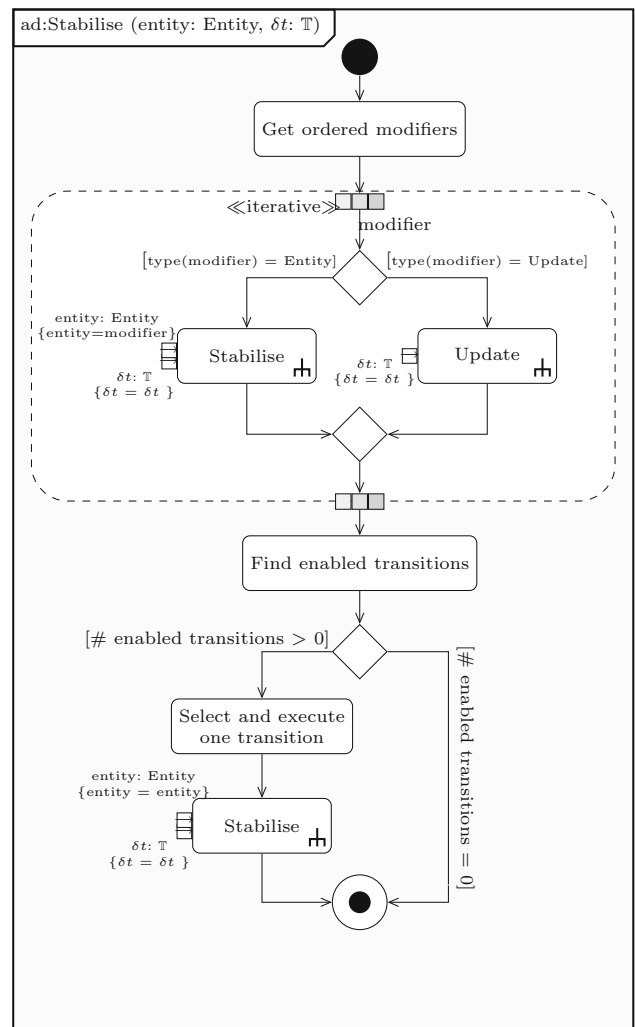 ad:Stabilise (entity: Entity, δt: 𝕋)
Get ordered modifiers
≪iterative≫
modifier
[type(modifier) = Entity]
[type(modifier) = Update]
entity: Entity
{entity=modifier}
Stabilise
δt: 𝕋
{δt = δt }
Update
δt: 𝕋
{δt = δt }
Find enabled transitions
[# enabled transitions > 0]
[# enabled transitions = 0]
Select and execute
one transition
entity: Entity
{entity = entity}
Stabilise
δt: 𝕋
{δt = δt }